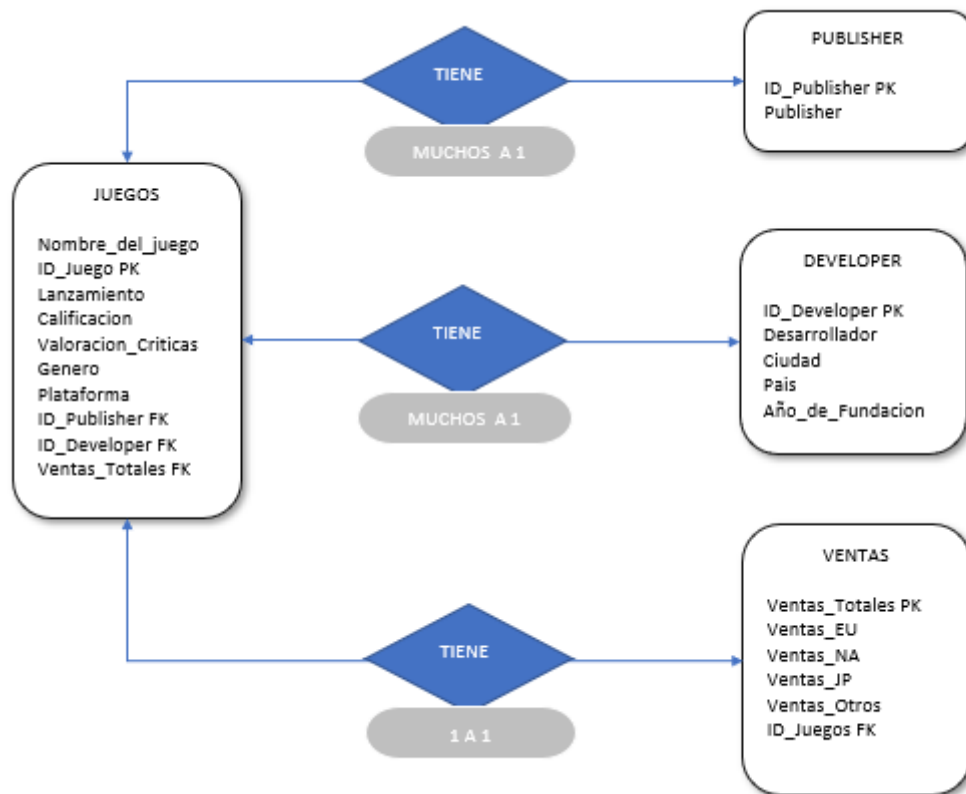 TIENE
MUCHOS A 1
PUBLISHER
ID_Publisher PK
Publisher
JUEGOS
Nombre_del_juego
ID_Juego PK
Lanzamiento
Calificacion
Valoracion_Criticas
Genero
Plataforma
ID_Publisher FK
ID_Developer FK
Ventas_Totales FK
TIENE
MUCHOS A 1
DEVELOPER
ID_Developer PK
Desarrollador
Ciudad
Pais
Año_de_Fundacion
TIENE
1 A 1
VENTAS
Ventas_Totales PK
Ventas_EU
Ventas_NA
Ventas_JP
Ventas_Otros
ID_Juegos FK